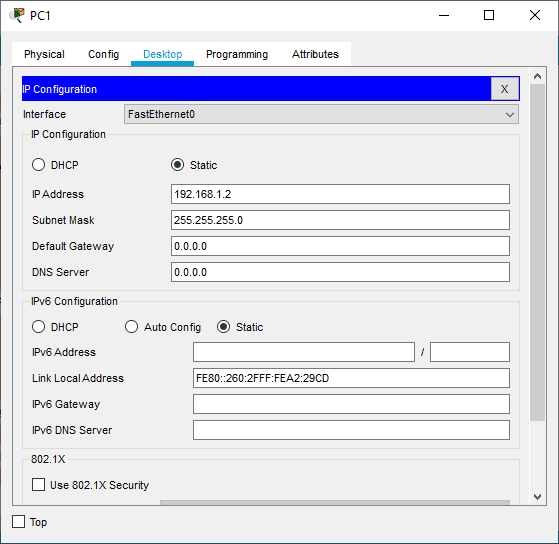 PC1
Physical Config Desktop Programming Attributes
IP Configuration X
Interface FastEthernet0
IP Configuration
DHCP Static
IP Address 192.168.1.2
Subnet Mask 255.255.255.0
Default Gateway 0.0.0.0
DNS Server 0.0.0.0
IPv6 Configuration
DHCP Auto Config Static
IPv6 Address /
Link Local Address FE80::260:2FFF:FEA2:29CD
IPv6 Gateway
IPv6 DNS Server
802.1X
Use 802.1X Security
Top